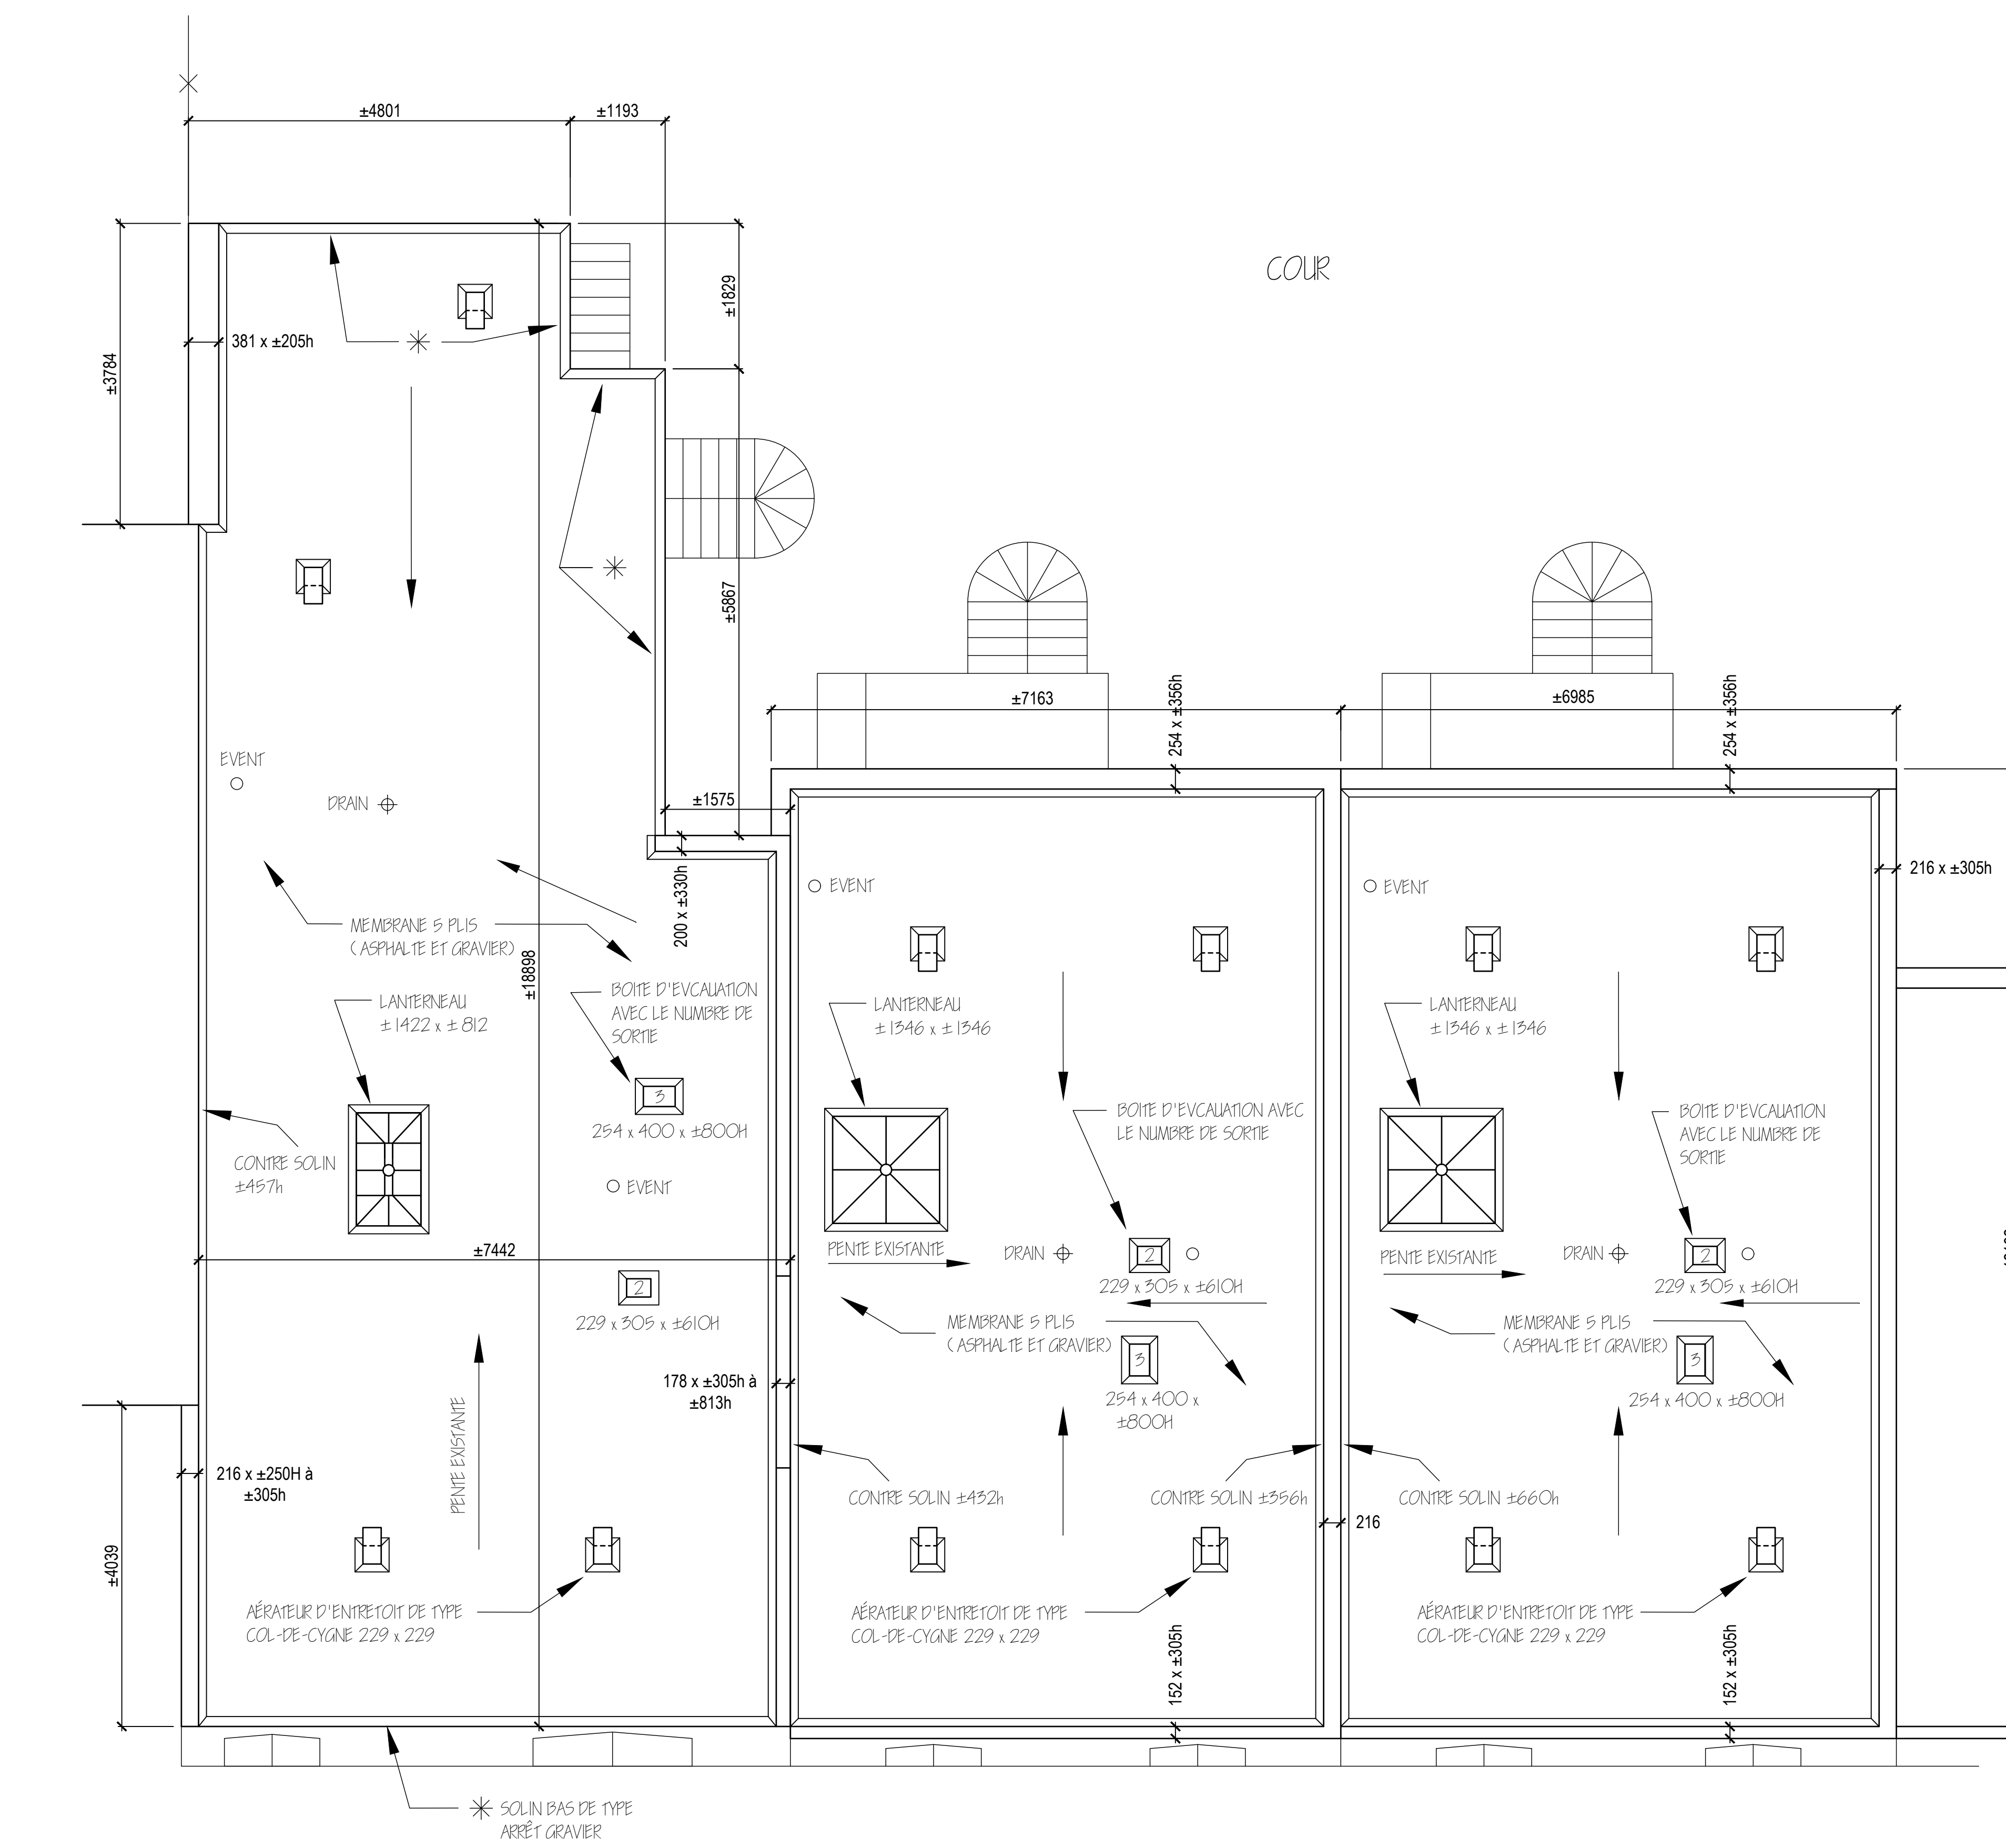 ±4801
±1193
COUR
±1829
±3784
381 x ±205h
±5867
±7163
±6985
254 x ±356h
254 x ±356h
EVENT
DRAIN
±1575
216 x ±305h
EVENT
EVENT
200 x ±330h
MEMBRANE 5 PLIS
(ASPHALTE ET GRAVIER)
±18898
LANTERNEAU
±1422 x ±812
BOITE D'EVCAUATION
AVEC LE NUMBRE DE
SORTIE
LANTERNEAU
±1346 x ±1346
LANTERNEAU
±1346 x ±1346
3
254 x 400 x ±800H
BOITE D'EVCAUATION AVEC
LE NUMBRE DE SORTIE
BOITE D'EVCAUATION
AVEC LE NUMBRE DE
SORTIE
CONTRE SOLIN
±457h
EVENT
±7442
PENTE EXISTANTE
DRAIN
2
229 x 305 x ±610H
PENTE EXISTANTE
DRAIN
2
229 x 305 x ±610H
2
229 x 305 x ±610H
MEMBRANE 5 PLIS
(ASPHALTE ET GRAVIER)
MEMBRANE 5 PLIS
(ASPHALTE ET GRAVIER)
3
254 x 400 x
±800H
3
254 x 400 x ±800H
178 x ±305h à
±813h
PENTE EXISTANTE
216 x ±250H à
±305h
CONTRE SOLIN ±432h
CONTRE SOLIN ±356h
CONTRE SOLIN ±660h
216
±4039
AÉRATEUR D'ENTRETOIT DE TYPE
COL-DE-CYGNE 229 x 229
AÉRATEUR D'ENTRETOIT DE TYPE
COL-DE-CYGNE 229 x 229
AÉRATEUR D'ENTRETOIT DE TYPE
COL-DE-CYGNE 229 x 229
152 x ±305h
152 x ±305h
SOLIN BAS DE TYPE
ARRÊT GRAVIER